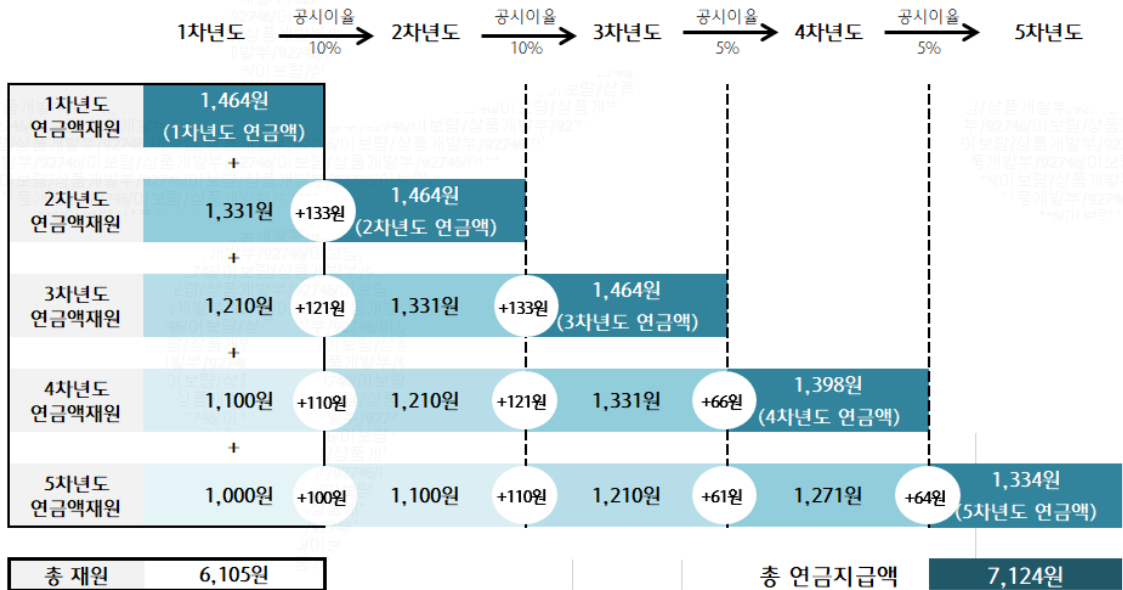 1차년도 공시이율 10% 2차년도 공시이율 10% 3차년도 공시이율 5% 4차년도 공시이율 5% 5차년도
1차년도
연금액재원
1,464원
(1차년도 연금액)
+
2차년도
연금액재원
1,331원 +133원
1,464원
(2차년도 연금액)
+
3차년도
연금액재원
1,210원 +121원 1,331원 +133원
1,464원
(3차년도 연금액)
+
4차년도
연금액재원
1,100원 +110원 1,210원 +121원 1,331원 +66원
1,398원
(4차년도 연금액)
+
5차년도
연금액재원
1,000원 +100원 1,100원 +110원 1,210원 +61원 1,271원 +64원
1,334원
(5차년도 연금액)
총 재원 6,105원 총 연금지급액 7,124원